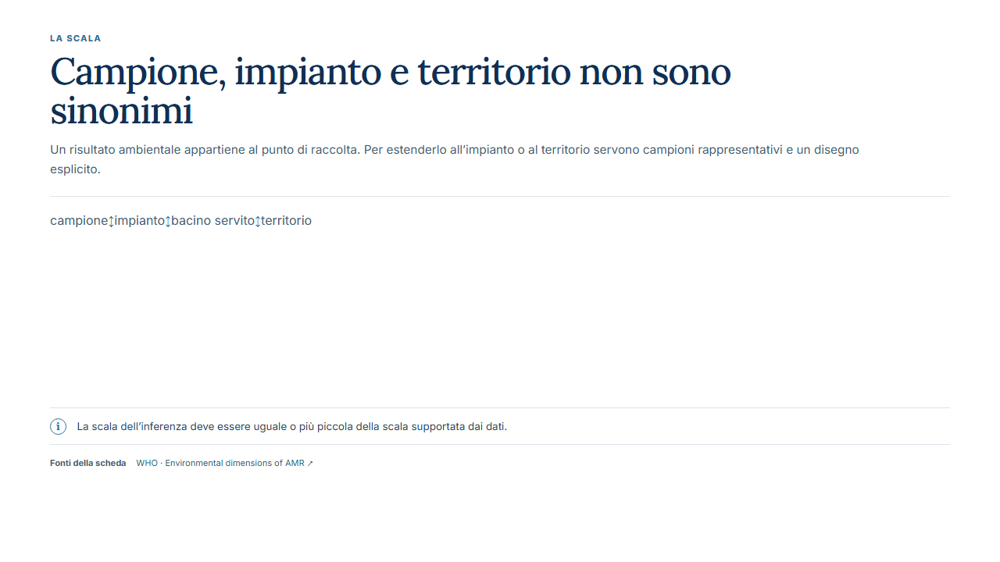 LA SCALA
Campione, impianto e territorio non sono
sinonimi
Un risultato ambientale appartiene al punto di raccolta. Per estenderlo all’impianto o al territorio servono campioni rappresentativi e un disegno
esplicito.
campione↕impianto↕bacino servito↕territorio
i La scala dell’inferenza deve essere uguale o più piccola della scala supportata dai dati.
Fonti della scheda WHO · Environmental dimensions of AMR ↗